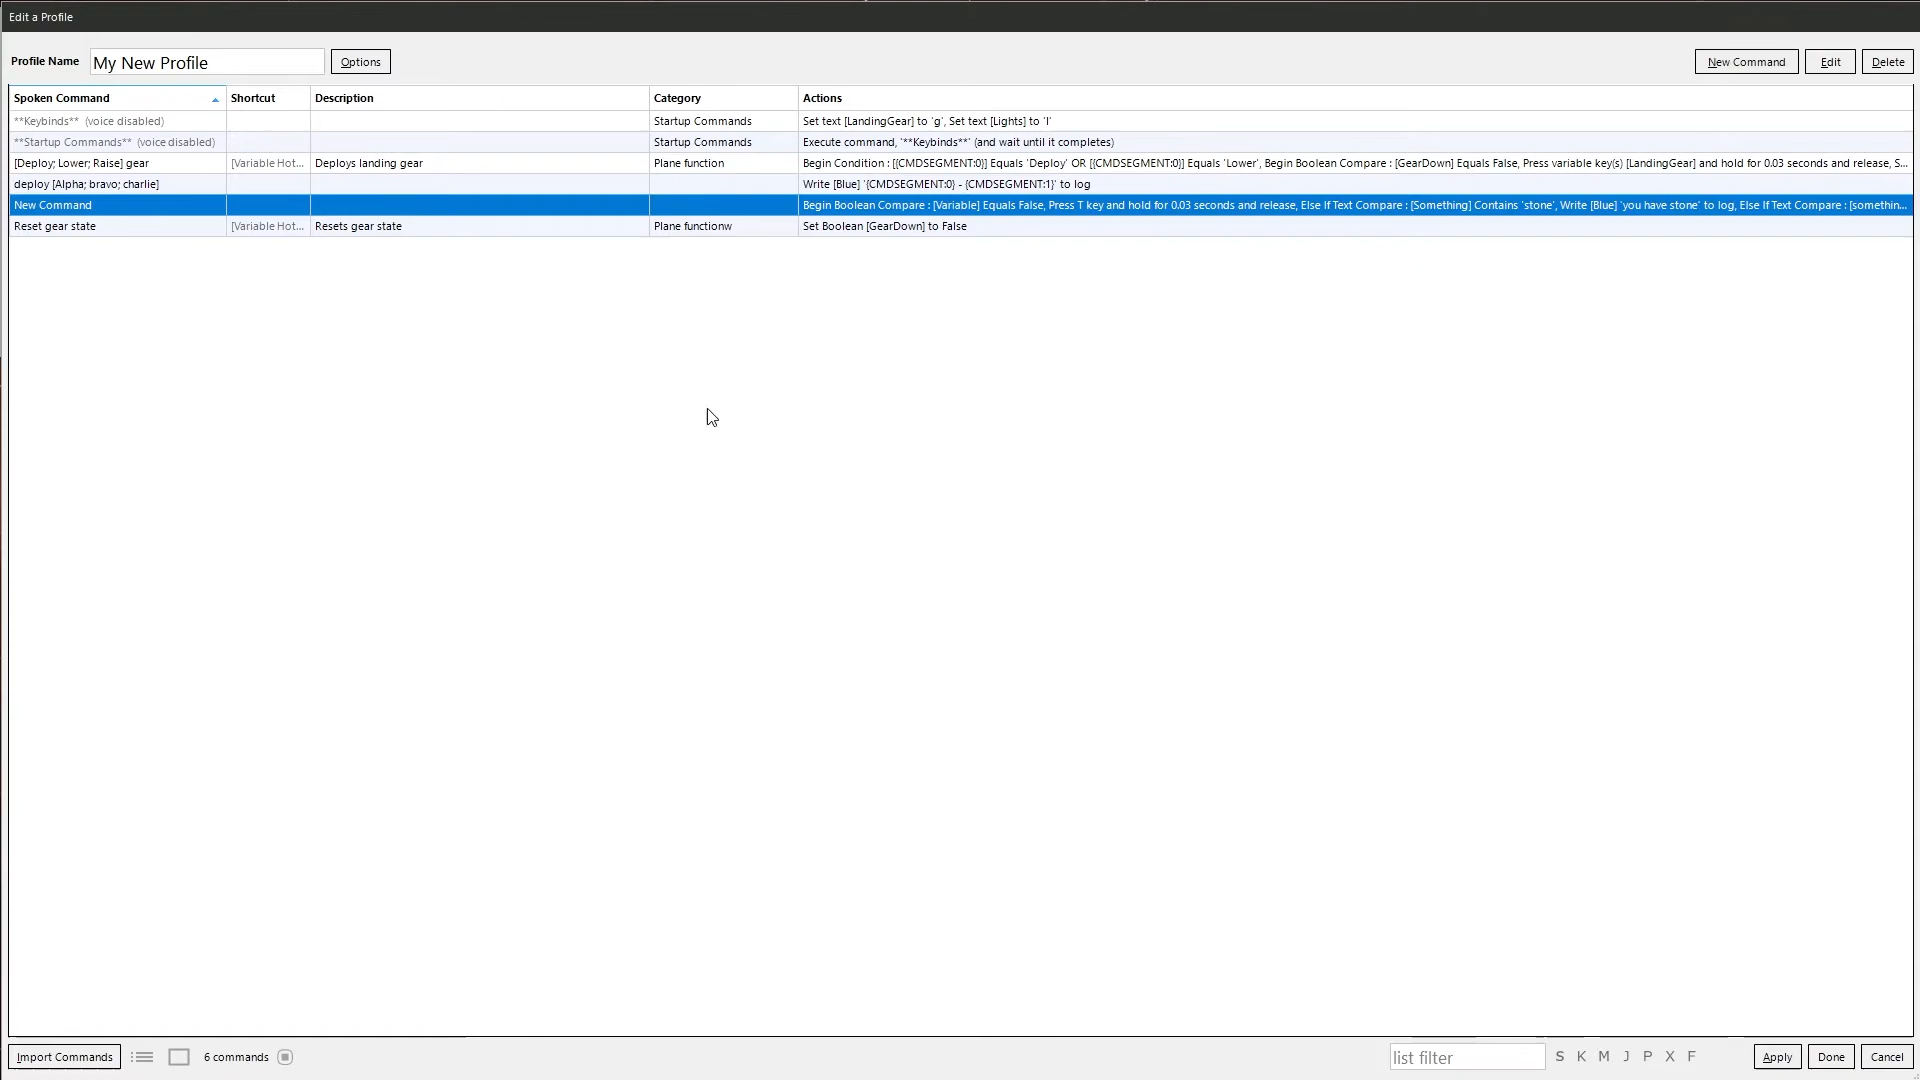 Edit a Profile
Profile Name My New Profile Options New Command Edit Delete
Spoken Command Shortcut Description Category Actions
**Keybinds** (voice disabled) Startup Commands Set text [LandingGear] to 'g', Set text [Lights] to 'l'
**Startup Commands** (voice disabled) Startup Commands Execute command, '**Keybinds**' (and wait until it completes)
[Deploy; Lower; Raise] gear [Variable Hot... Deploys landing gear Plane function Begin Condition : [{CMDSEGMENT:0}] Equals 'Deploy' OR [{CMDSEGMENT:0}] Equals 'Lower', Begin Boolean Compare : [GearDown] Equals False, Press variable key(s) [LandingGear] and hold for 0.03 seconds and release, S...
deploy [Alpha; bravo; charlie] Write [Blue] '{CMDSEGMENT:0} - {CMDSEGMENT:1}' to log
New Command Begin Boolean Compare : [Variable] Equals False, Press T key and hold for 0.03 seconds and release, Else If Text Compare : [Something] Contains 'stone', Write [Blue] 'you have stone' to log, Else If Text Compare : [somethin...
Reset gear state [Variable Hot... Resets gear state Plane functionw Set Boolean [GearDown] to False
Import Commands 6 commands list filter S K M J P X F Apply Done Cancel